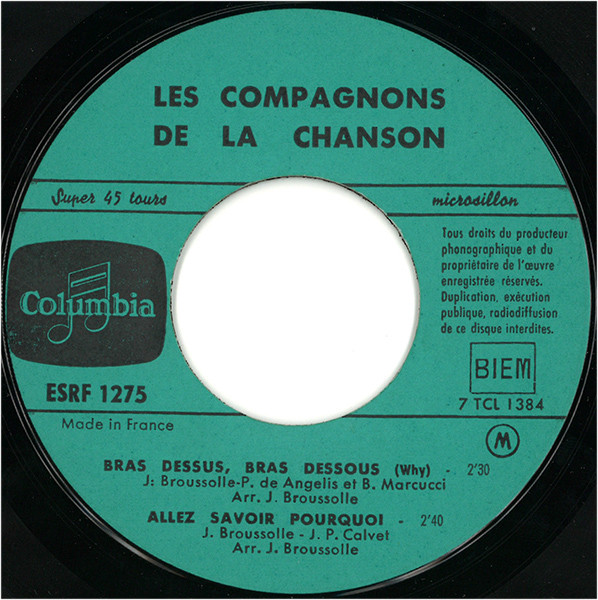 LES COMPAGNONS
DE LA CHANSON
Super 45 tours
microsillon
Tous droits du producteur
phonographique et du
propriétaire de l'œuvre
enregistrée réservés.
Duplication, exécution
publique, radiodiffusion
de ce disque interdites.
Columbia
BIEM
ESRF 1275
7 TCL 1384
Made in France
M
BRAS DESSUS, BRAS DESSOUS (Why) - 2'30
J: Broussolle-P. de Angelis et B. Marcucci
Arr. J. Broussolle
ALLEZ SAVOIR POURQUOI - 2'40
J. Broussolle - J. P. Calvet
Arr. J. Broussolle